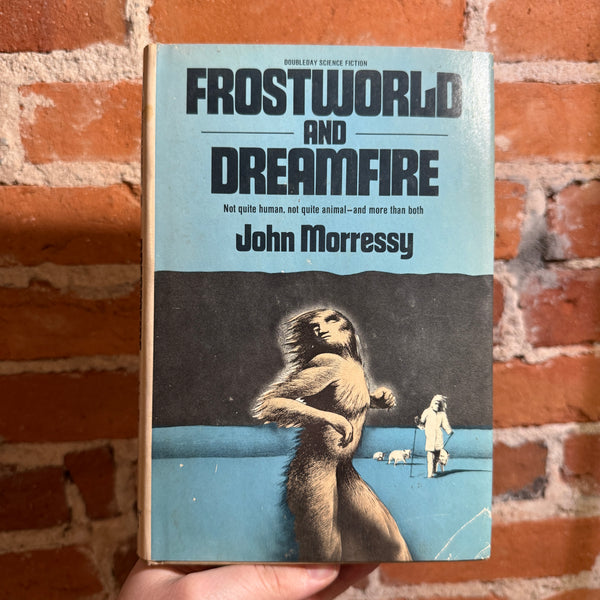 DOUBLEDAY SCIENCE FICTION
FROSTWORLD
AND
DREAMFIRE
Not quite human, not quite animal—and more than both
John Morressy